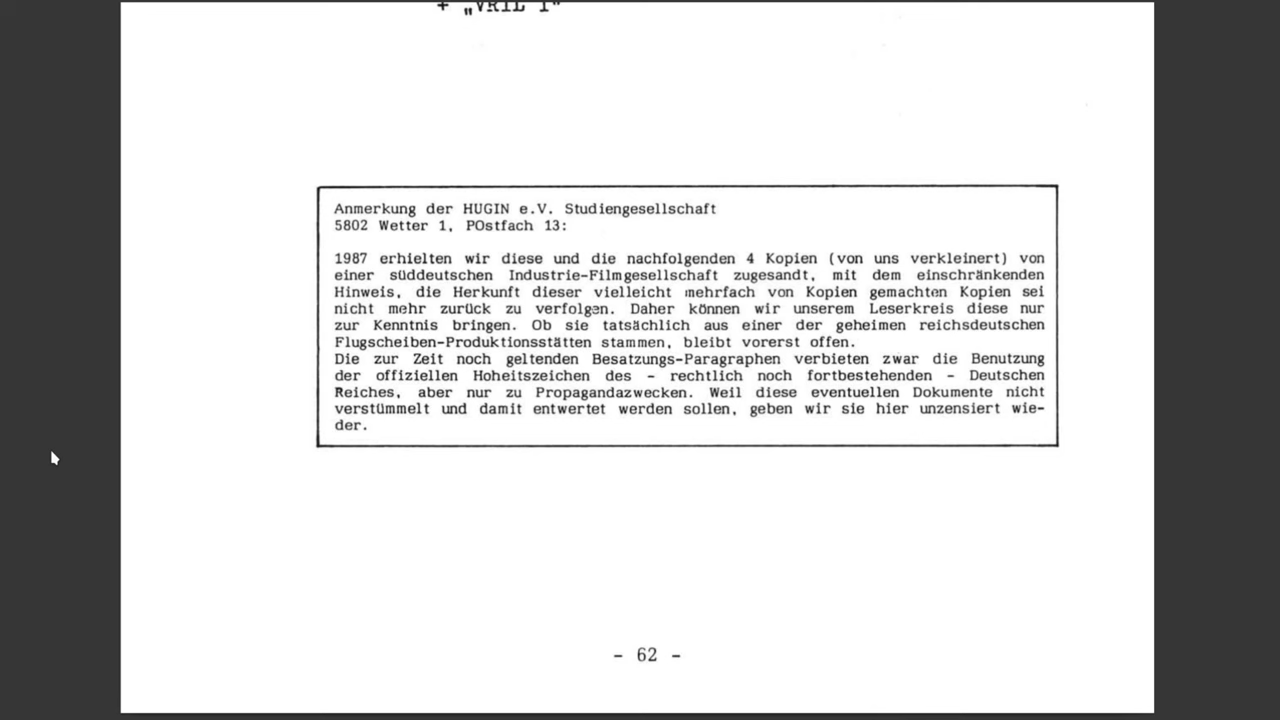 + „VRIL 1"
Anmerkung der HUGIN e.V. Studiengesellschaft
5802 Wetter 1, POstfach 13:
1987 erhielten wir diese und die nachfolgenden 4 Kopien (von uns verkleinert) von
einer süddeutschen Industrie-Filmgesellschaft zugesandt, mit dem einschränkenden
Hinweis, die Herkunft dieser vielleicht mehrfach von Kopien gemachten Kopien sei
nicht mehr zurück zu verfolgen. Daher können wir unserem Leserkreis diese nur
zur Kenntnis bringen. Ob sie tatsächlich aus einer der geheimen reichsdeutschen
Flugscheiben-Produktionsstätten stammen, bleibt vorerst offen.
Die zur Zeit noch geltenden Besatzungs-Paragraphen verbieten zwar die Benutzung
der offiziellen Hoheitszeichen des - rechtlich noch fortbestehenden - Deutschen
Reiches, aber nur zu Propagandazwecken. Weil diese eventuellen Dokumente nicht
verstümmelt und damit entwertet werden sollen, geben wir sie hier unzensiert wie-
der.
- 62 -